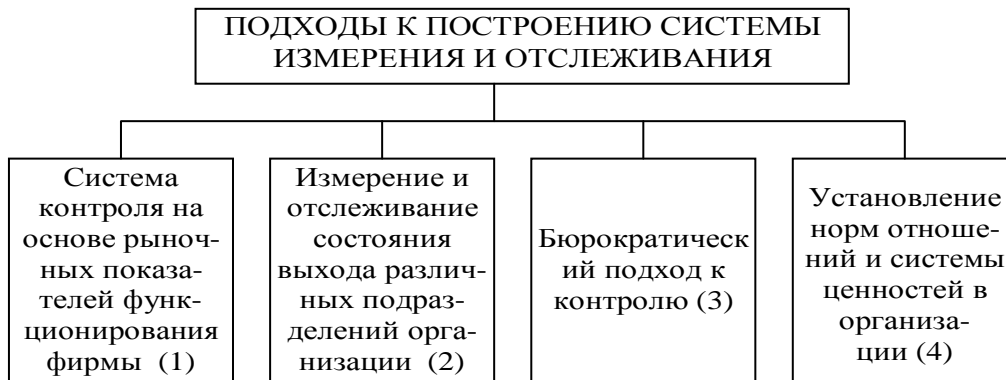 ПОДХОДЫ К ПОСТРОЕНИЮ СИСТЕМЫ
ИЗМЕРЕНИЯ И ОТСЛЕЖИВАНИЯ
Система
контроля на
основе рыноч-
ных показа-
телей функ-
ционирования
фирмы (1)
Измерение и
отслеживание
состояния
выхода различ-
ных подраз-
делений орга-
низации (2)
Бюрократическ
ий подход к
контролю (3)
Установление
норм отноше-
ний и системы
ценностей в
организа-
ции (4)